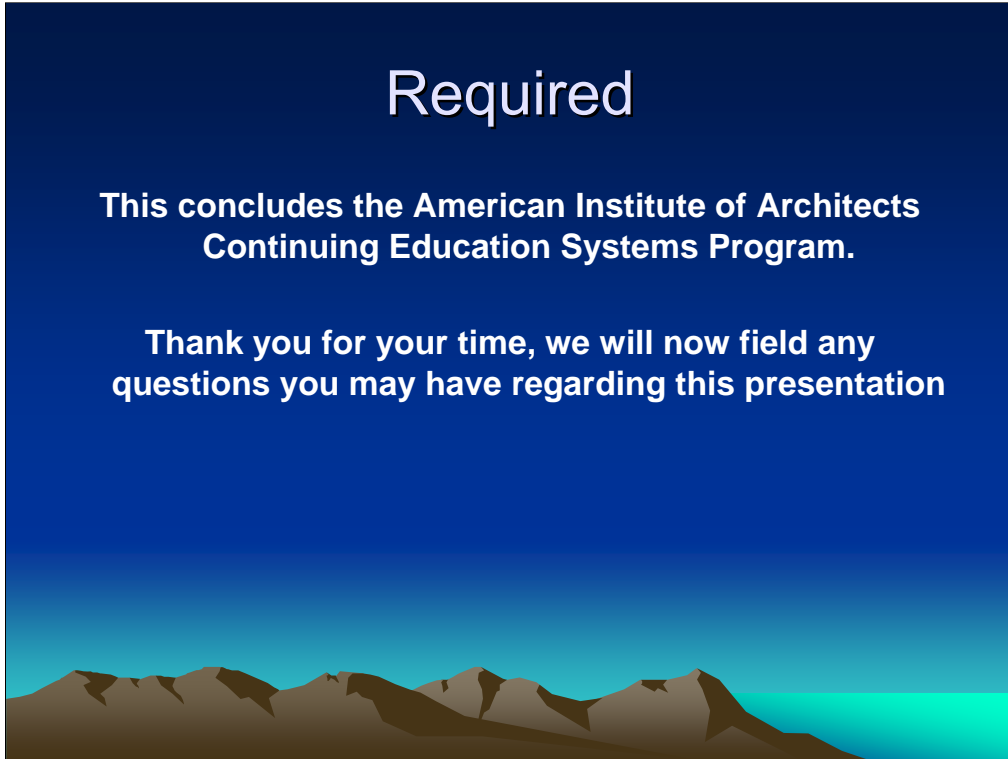 Required
This concludes the American Institute of Architects
Continuing Education Systems Program.
Thank you for your time, we will now field any
questions you may have regarding this presentation